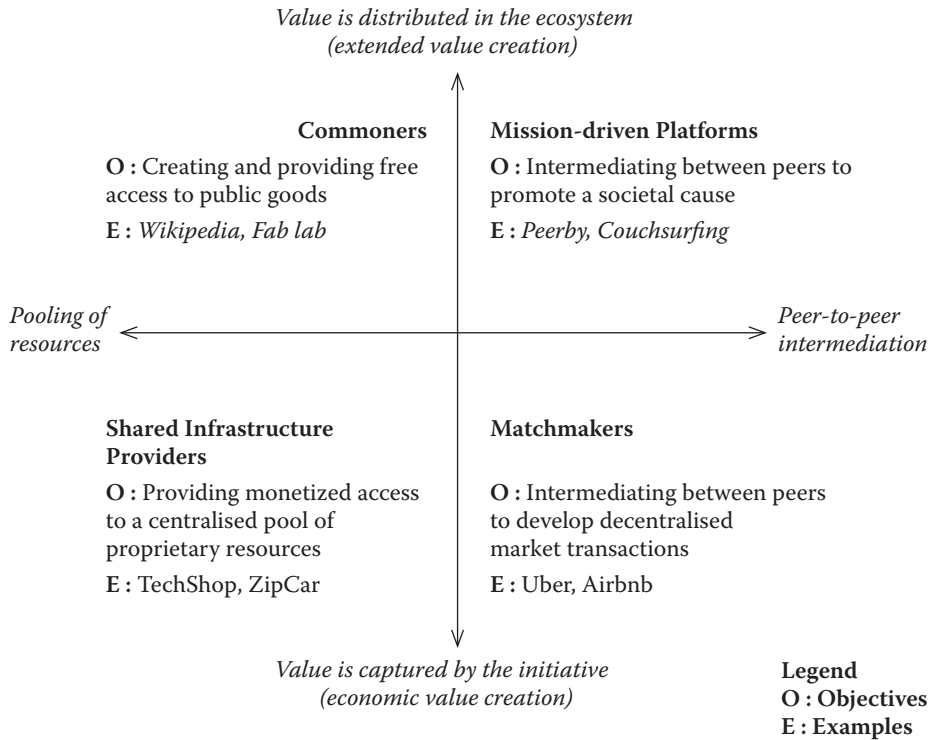 Value is distributed in the ecosystem
(extended value creation)
Commoners
O : Creating and providing free
access to public goods
E : Wikipedia, Fab lab
Mission-driven Platforms
O : Intermediating between peers to
promote a societal cause
E : Peerby, Couchsurfing
Pooling of
resources
Peer-to-peer
intermediation
Shared Infrastructure
Providers
O : Providing monetized access
to a centralised pool of
proprietary resources
E : TechShop, ZipCar
Matchmakers
O : Intermediating between peers
to develop decentralised
market transactions
E : Uber, Airbnb
Value is captured by the initiative
(economic value creation)
Legend
O : Objectives
E : Examples